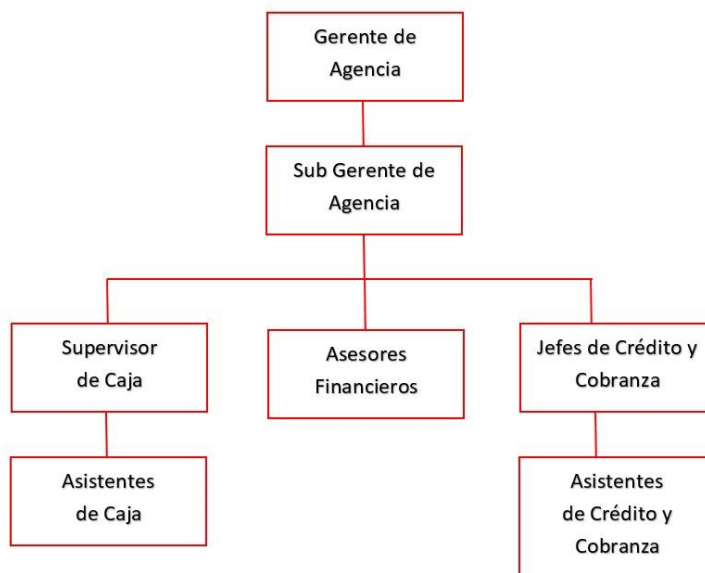 Gerente de
Agencia
Sub Gerente de
Agencia
Supervisor
de Caja
Asesores
Financieros
Jefes de Crédito y
Cobranza
Asistentes
de Caja
Asistentes
de Crédito y
Cobranza